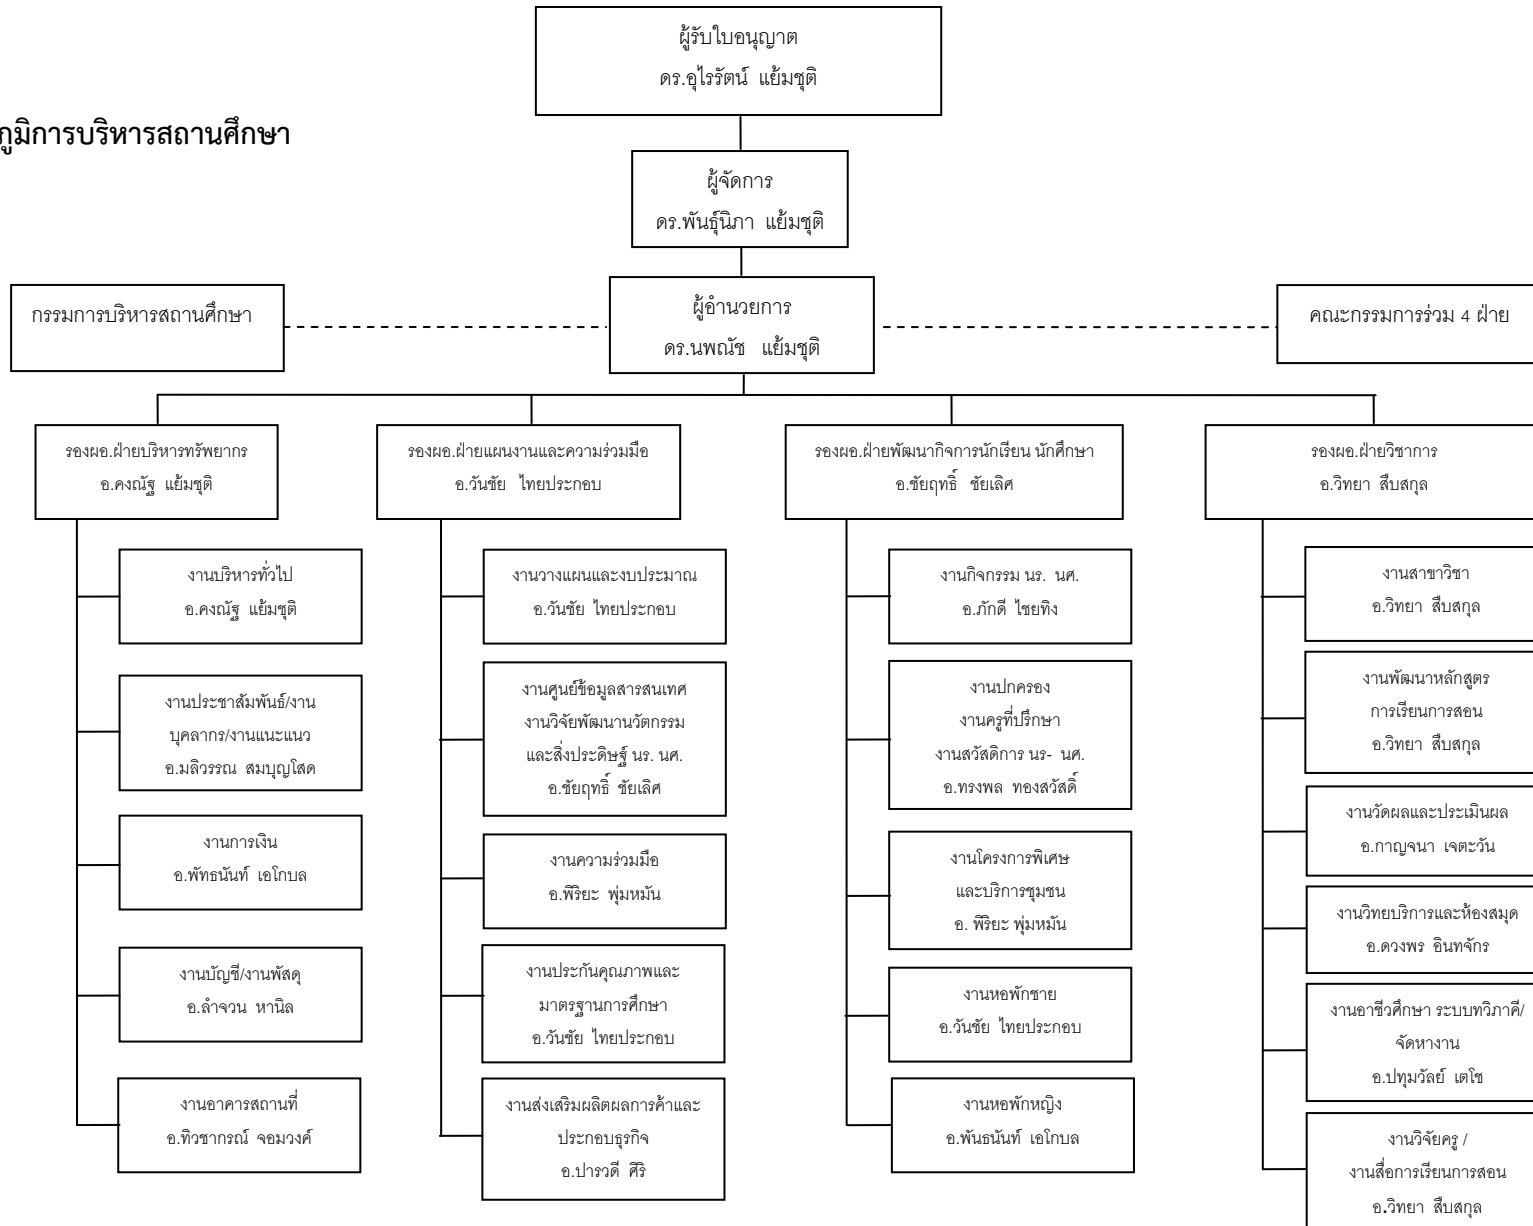 ผู้รับใบอนุญาต
ดร.อุไรรัตน์ แย้มชุติ
ภูมิการบริหารสถานศึกษา
ผู้จัดการ
ดร.พันธุ์นิภา แย้มชุติ
ผู้อำนวยการ
ดร.นพณัช แย้มชุติ
กรรมการบริหารสถานศึกษา
คณะกรรมการร่วม 4 ฝ่าย
รองผอ.ฝ่ายบริหารทรัพยากร
อ.คงณัฐ แย้มชุติ
งานบริหารทั่วไป
อ.คงณัฐ แย้มชุติ
งานประชาสัมพันธ์/งาน
บุคลากร/งานแนะแนว
อ.มลิวรรณ สมบุญโสด
งานการเงิน
อ.พัทธนันท์ เอโกบล
งานบัญชี/งานพัสดุ
อ.ลำจวน หานิล
งานอาคารสถานที่
อ.ทิวชากรณ์ จอมวงค์
รองผอ.ฝ่ายแผนงานและความร่วมมือ
อ.วันชัย ไทยประกอบ
งานวางแผนและงบประมาณ
อ.วันชัย ไทยประกอบ
งานศูนย์ข้อมูลสารสนเทศ
งานวิจัยพัฒนานวัตกรรม
และสิ่งประดิษฐ์ นร. นศ.
อ.ชัยฤทธิ์ ชัยเลิศ
งานความร่วมมือ
อ.พิริยะ พุ่มหมัน
งานประกันคุณภาพและ
มาตรฐานการศึกษา
อ.วันชัย ไทยประกอบ
งานส่งเสริมผลิตผลการค้าและ
ประกอบธุรกิจ
อ.ปารวดี ศิริ
รองผอ.ฝ่ายพัฒนากิจการนักเรียน นักศึกษา
อ.ชัยฤทธิ์ ชัยเลิศ
งานกิจกรรม นร. นศ.
อ.ภักดี ไชยทิง
งานปกครอง
งานครูที่ปรึกษา
งานสวัสดิการ นร- นศ.
อ.ทรงพล ทองสวัสดิ์
งานโครงการพิเศษ
และบริการชุมชน
อ. พิริยะ พุ่มหมัน
งานหอพักชาย
อ.วันชัย ไทยประกอบ
งานหอพักหญิง
อ.พันธนันท์ เอโกบล
รองผอ.ฝ่ายวิชาการ
อ.วิทยา สืบสกุล
งานสาขาวิชา
อ.วิทยา สืบสกุล
งานพัฒนาหลักสูตร
การเรียนการสอน
อ.วิทยา สืบสกุล
งานวัดผลและประเมินผล
อ.กาญจนา เจตะวัน
งานวิทยบริการและห้องสมุด
อ.ดวงพร อินทจักร
งานอาชีวศึกษา ระบบทวิภาคี/
จัดหางาน
อ.ปทุมวัลย์ เตโช
งานวิจัยครู /
งานสื่อการเรียนการสอน
อ.วิทยา สืบสกุล